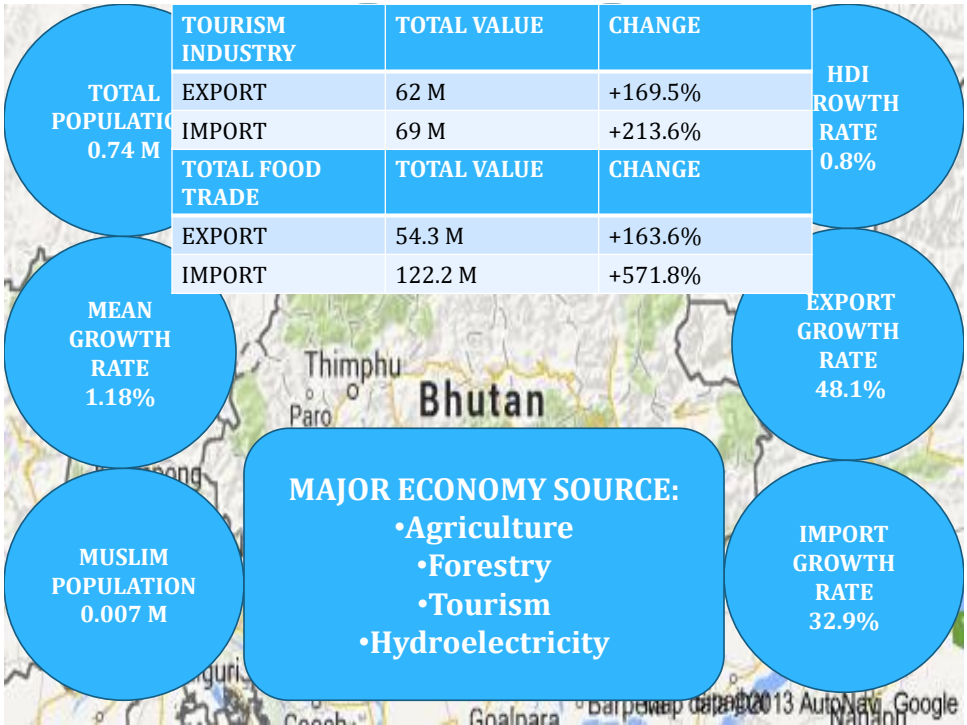 TOURISM INDUSTRY TOTAL VALUE CHANGE
EXPORT 62 M +169.5%
IMPORT 69 M +213.6%
TOTAL FOOD TRADE TOTAL VALUE CHANGE
EXPORT 54.3 M +163.6%
IMPORT 122.2 M +571.8%
TOTAL
0.74 M
HDI
RATE
0.8%
MEAN
GROWTH
RATE
1.18%
EXPORT
GROWTH
RATE
48.1%
Thimphu
Paro
Bhutan
MAJOR ECONOMY SOURCE:
•Agriculture
•Forestry
•Tourism
•Hydroelectricity
MUSLIM
POPULATION
0.007 M
IMPORT
GROWTH
RATE
32.9%
Goalpara
©2013 AutoNavi, Google